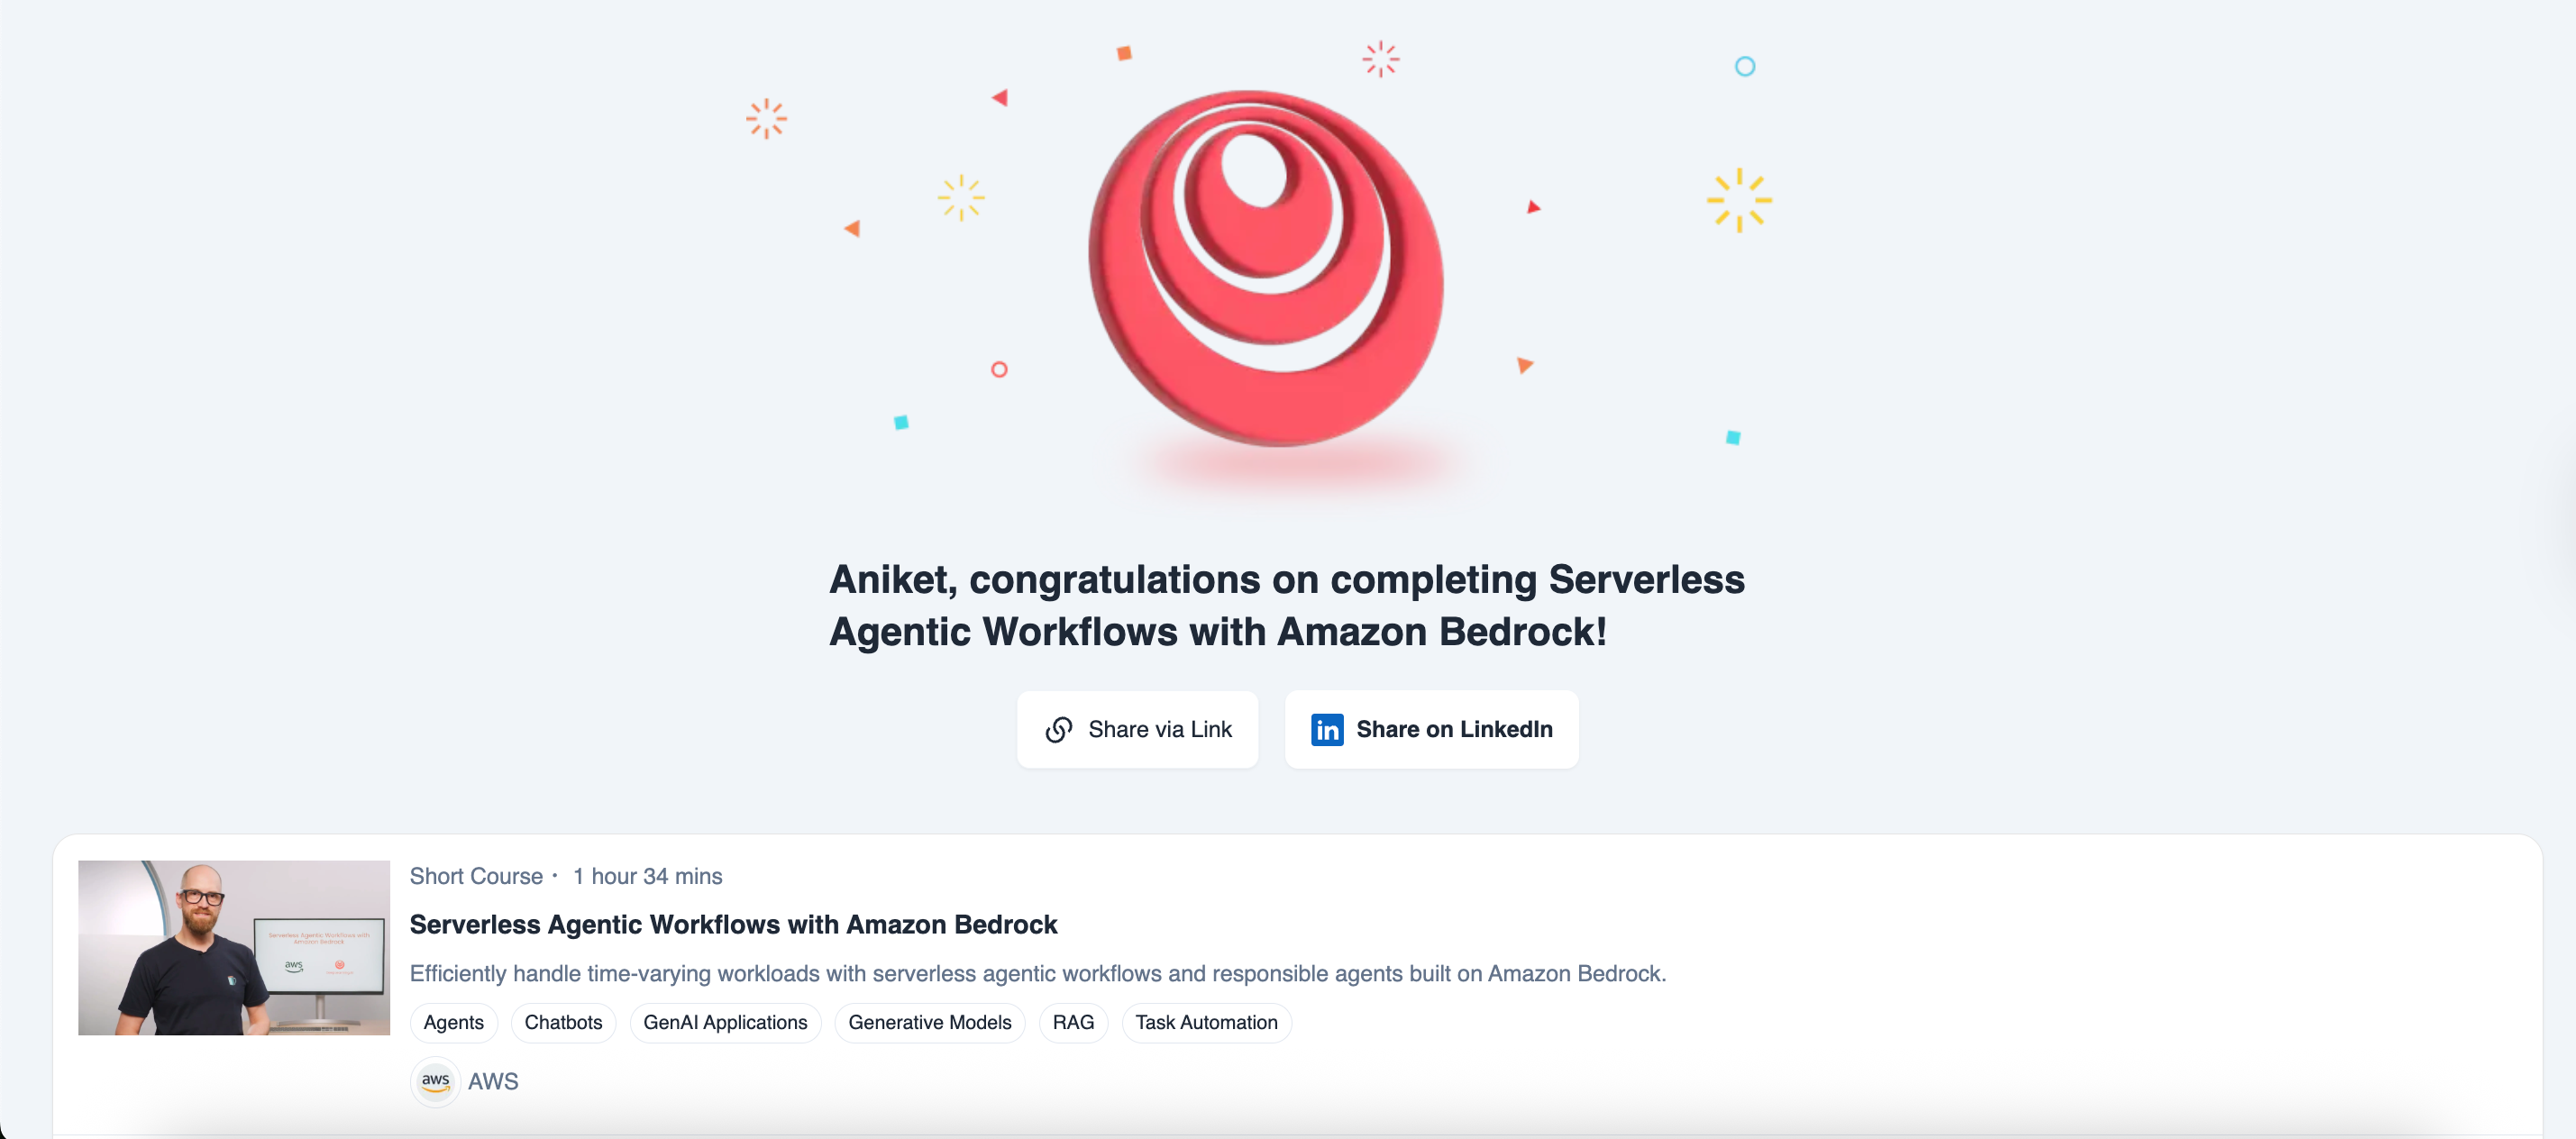 Aniket, congratulations on completing Serverless
Agentic Workflows with Amazon Bedrock!
Share via Link
in Share on LinkedIn
Short Course • 1 hour 34 mins
Serverless Agentic Workflows with Amazon Bedrock
Efficiently handle time-varying workloads with serverless agentic workflows and responsible agents built on Amazon Bedrock.
Serverless Agentic Workflows with
Amazon Bedrock
aws
Agents Chatbots GenAI Applications Generative Models RAG Task Automation
aws AWS